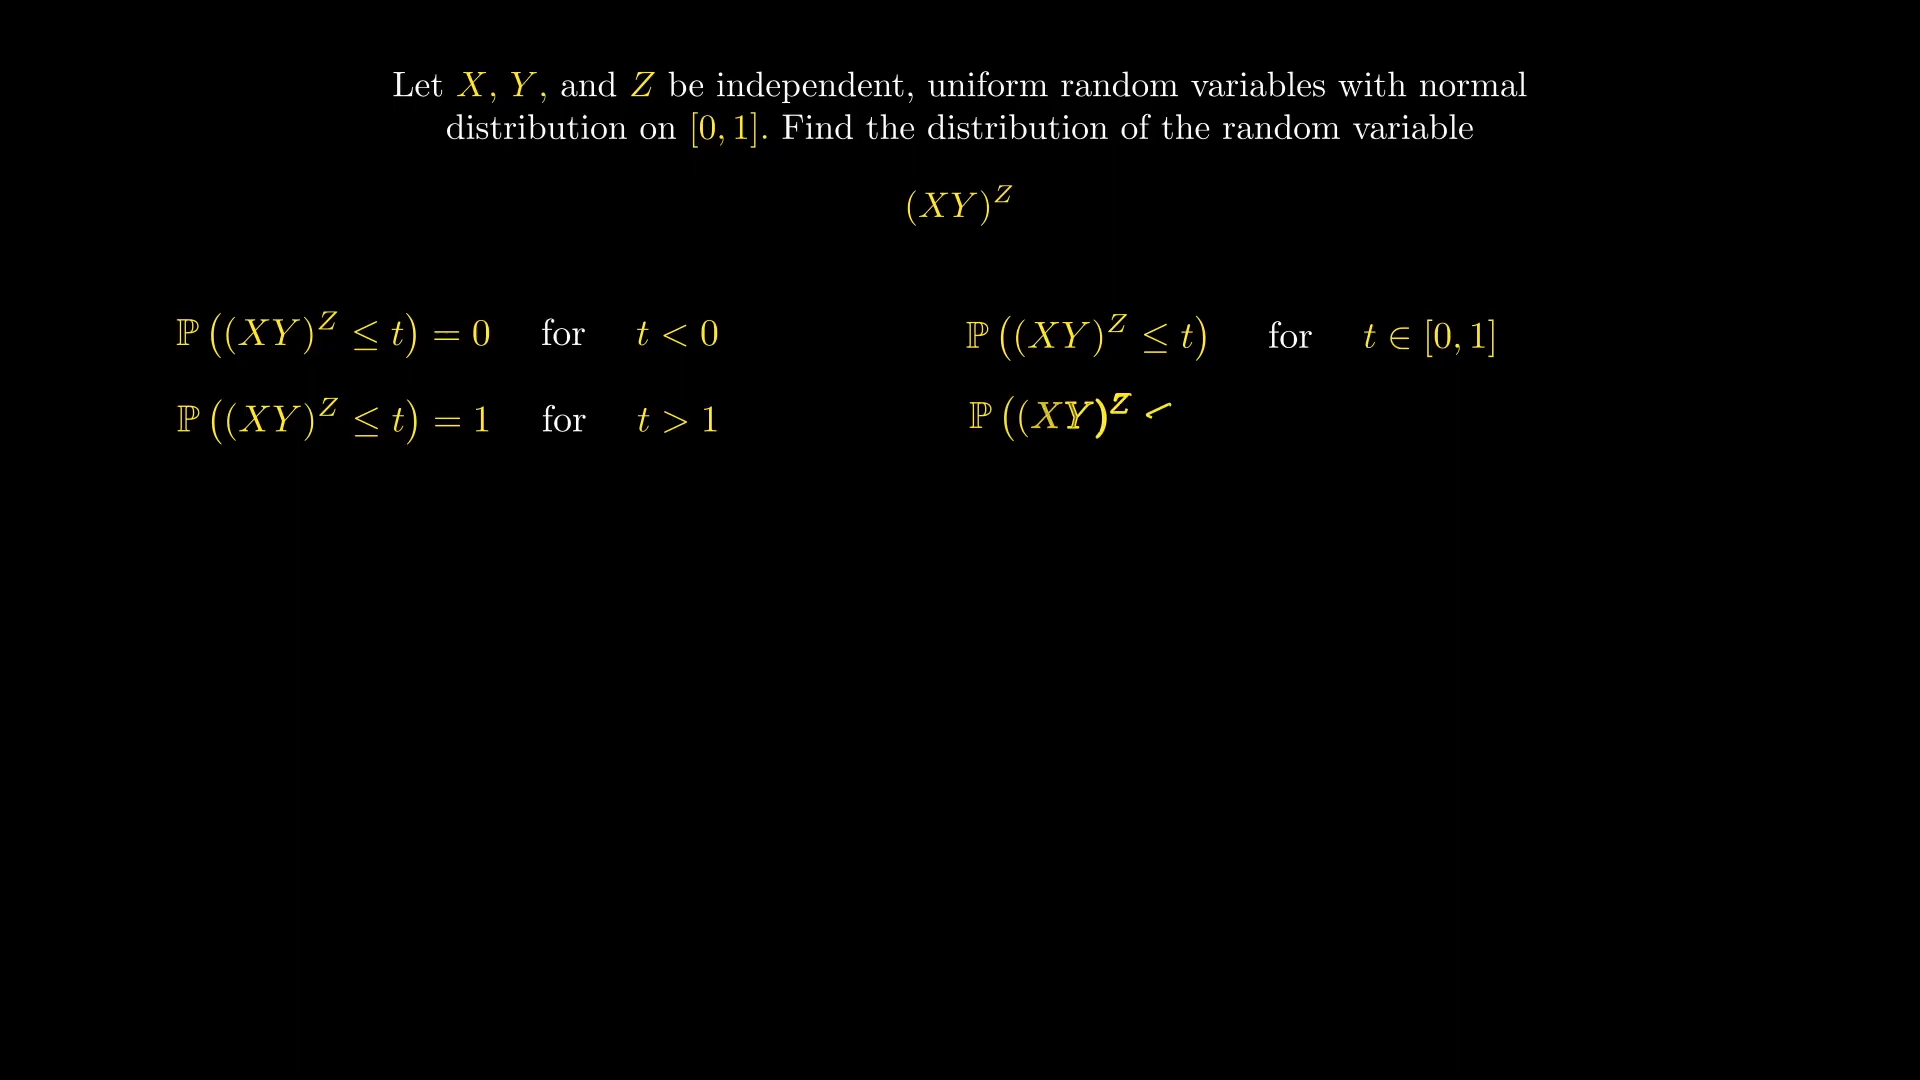 Let X, Y, and Z be independent, uniform random variables with normal
distribution on [0, 1]. Find the distribution of the random variable
(XY)^Z
ℙ((XY)^Z ≤ t) = 0 for t < 0
ℙ((XY)^Z ≤ t) = 1 for t > 1
ℙ((XY)^Z ≤ t) for t ∈ [0, 1]
ℙ((XY)^Z